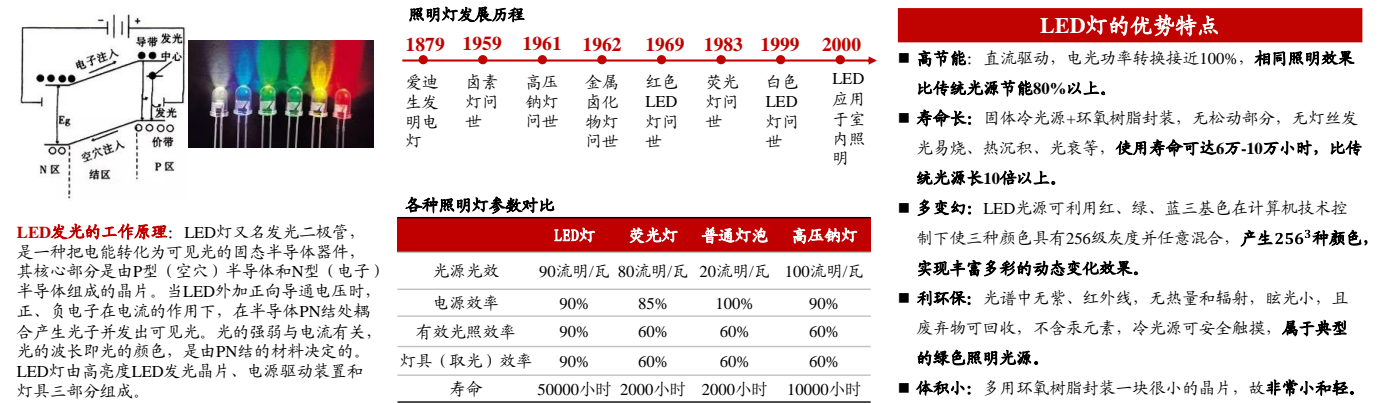 - +
导带 发光
中心
电子注入
Eg
发光
空穴注入
价带
N区
结区
P区
LED发光的工作原理：LED灯又名发光二极管，
是一种把电能转化为可见光的固态半导体器件，
其核心部分是由P型（空穴）半导体和N型（电子）
半导体组成的晶片。当LED外加正向导通电压时，
正、负电子在电流的作用下，在半导体PN结处耦
合产生光子并发出可见光。光的强弱与电流有关，
光的波长即光的颜色，是由PN结的材料决定的。
LED灯由高亮度LED发光晶片、电源驱动装置和
灯具三部分组成。
照明灯发展历程
1879 1959 1961 1962 1969 1983 1999 2000
爱迪 卤素 高压 金属 红色 荧光 白色 LED
生发 灯问 钠灯 卤化 LED 灯问 LED 应用
明电 世 问世 物灯 灯问 世 灯问 于室
灯 问世 世 世 内照
明
各种照明灯参数对比
LED灯 荧光灯 普通灯泡 高压钠灯
光源光效 90流明/瓦 80流明/瓦 20流明/瓦 100流明/瓦
电源效率 90% 85% 100% 90%
有效光照效率 90% 60% 60% 60%
灯具（取光）效率 90% 60% 60% 60%
寿命 50000小时 2000小时 2000小时 10000小时
LED灯的优势特点
■ 高节能：直流驱动，电光功率转换接近100%，相同照明效果
比传统光源节能80%以上。
■ 寿命长：固体冷光源+环氧树脂封装，无松动部分，无灯丝发
光易烧、热沉积、光衰等，使用寿命可达6万-10万小时，比传
统光源长10倍以上。
■ 多变幻：LED光源可利用红、绿、蓝三基色在计算机技术控
制下使三种颜色具有256级灰度并任意混合，产生256³种颜色，
实现丰富多彩的动态变化效果。
■ 利环保：光谱中无紫、红外线，无热量和辐射，眩光小，且
废弃物可回收，不含汞元素，冷光源可安全触摸，属于典型
的绿色照明光源。
■ 体积小：多用环氧树脂封装一块很小的晶片，故非常小和轻。